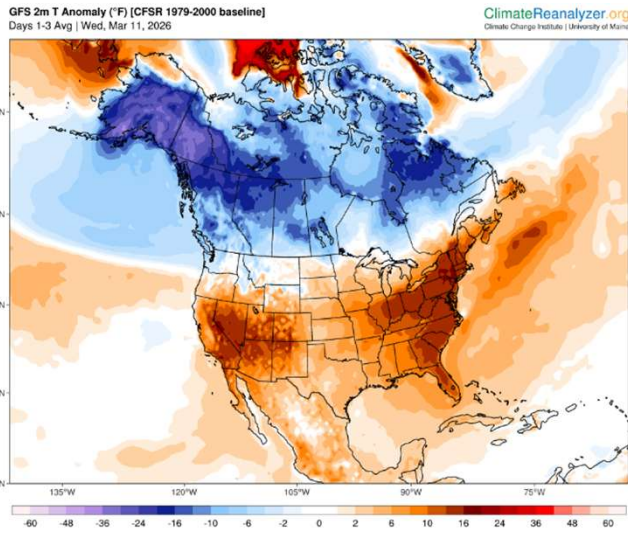 GFS 2m T Anomaly (°F) [CFSR 1979-2000 baseline]
Days 1-3 Avg | Wed, Mar 11, 2026
ClimateReanalyzer.org
Climate Change Institute | University of Maine
N
N
N
N
N
135°W 120°W 105°W 90°W 75°W
-60 -48 -36 -24 -16 -10 -6 -2 0 2 6 10 16 24 36 48 60